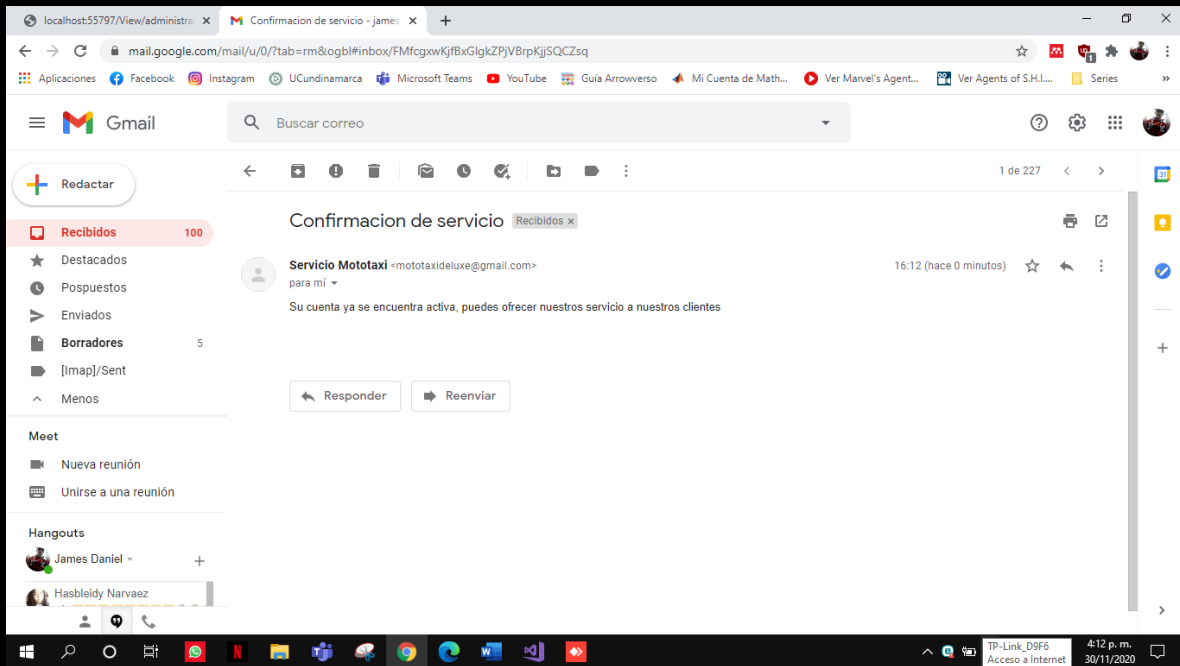 localhost:55797/View/administra
Confirmacion de servicio - james
mail.google.com/mail/u/0/?tab=rm&ogbl#inbox/FMfcgxwKjfBxGlgkZPjVBrpKjjSQCZsq
1
Aplicaciones Facebook Instagram UCundinamarca Microsoft Teams YouTube Guía Arrowverso Mi Cuenta de Math... Ver Marvel's Agent... Ver Agents of S.H.I.... Series »
Gmail
Buscar correo
Redactar
1 de 227
31
Confirmacion de servicio Recibidos x
Recibidos 100
Destacados
Servicio Mototaxi <mototaxideluxe@gmail.com> 16:12 (hace 0 minutos)
para mí
Pospuestos
Su cuenta ya se encuentra activa, puedes ofrecer nuestros servicio a nuestros clientes
Enviados
Borradores 5
[Imap]/Sent
Menos
Responder Reenviar
Meet
Nueva reunión
Unirse a una reunión
Hangouts
James Daniel
Hasbleidy Narvaez
TP-Link_D9F6
Access a Internet
4:12 p. m.
30/11/2020